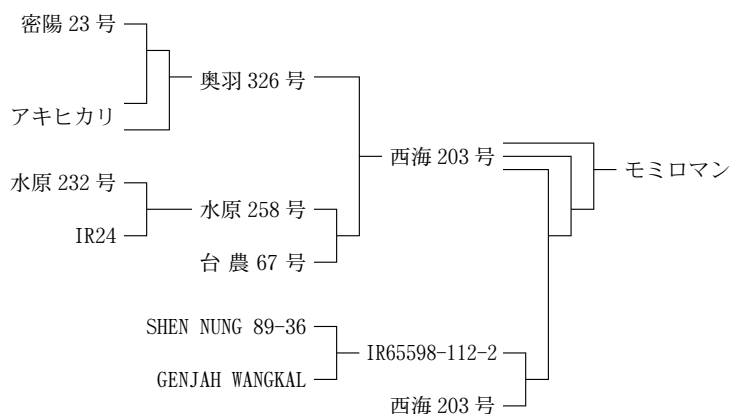 密陽 23 号
奥羽 326 号
アキヒカリ
西海 203 号
モミロマン
水原 232 号
水原 258 号
IR24
台 農 67 号
SHEN NUNG 89-36
IR65598-112-2
GENJAH WANGKAL
西海 203 号